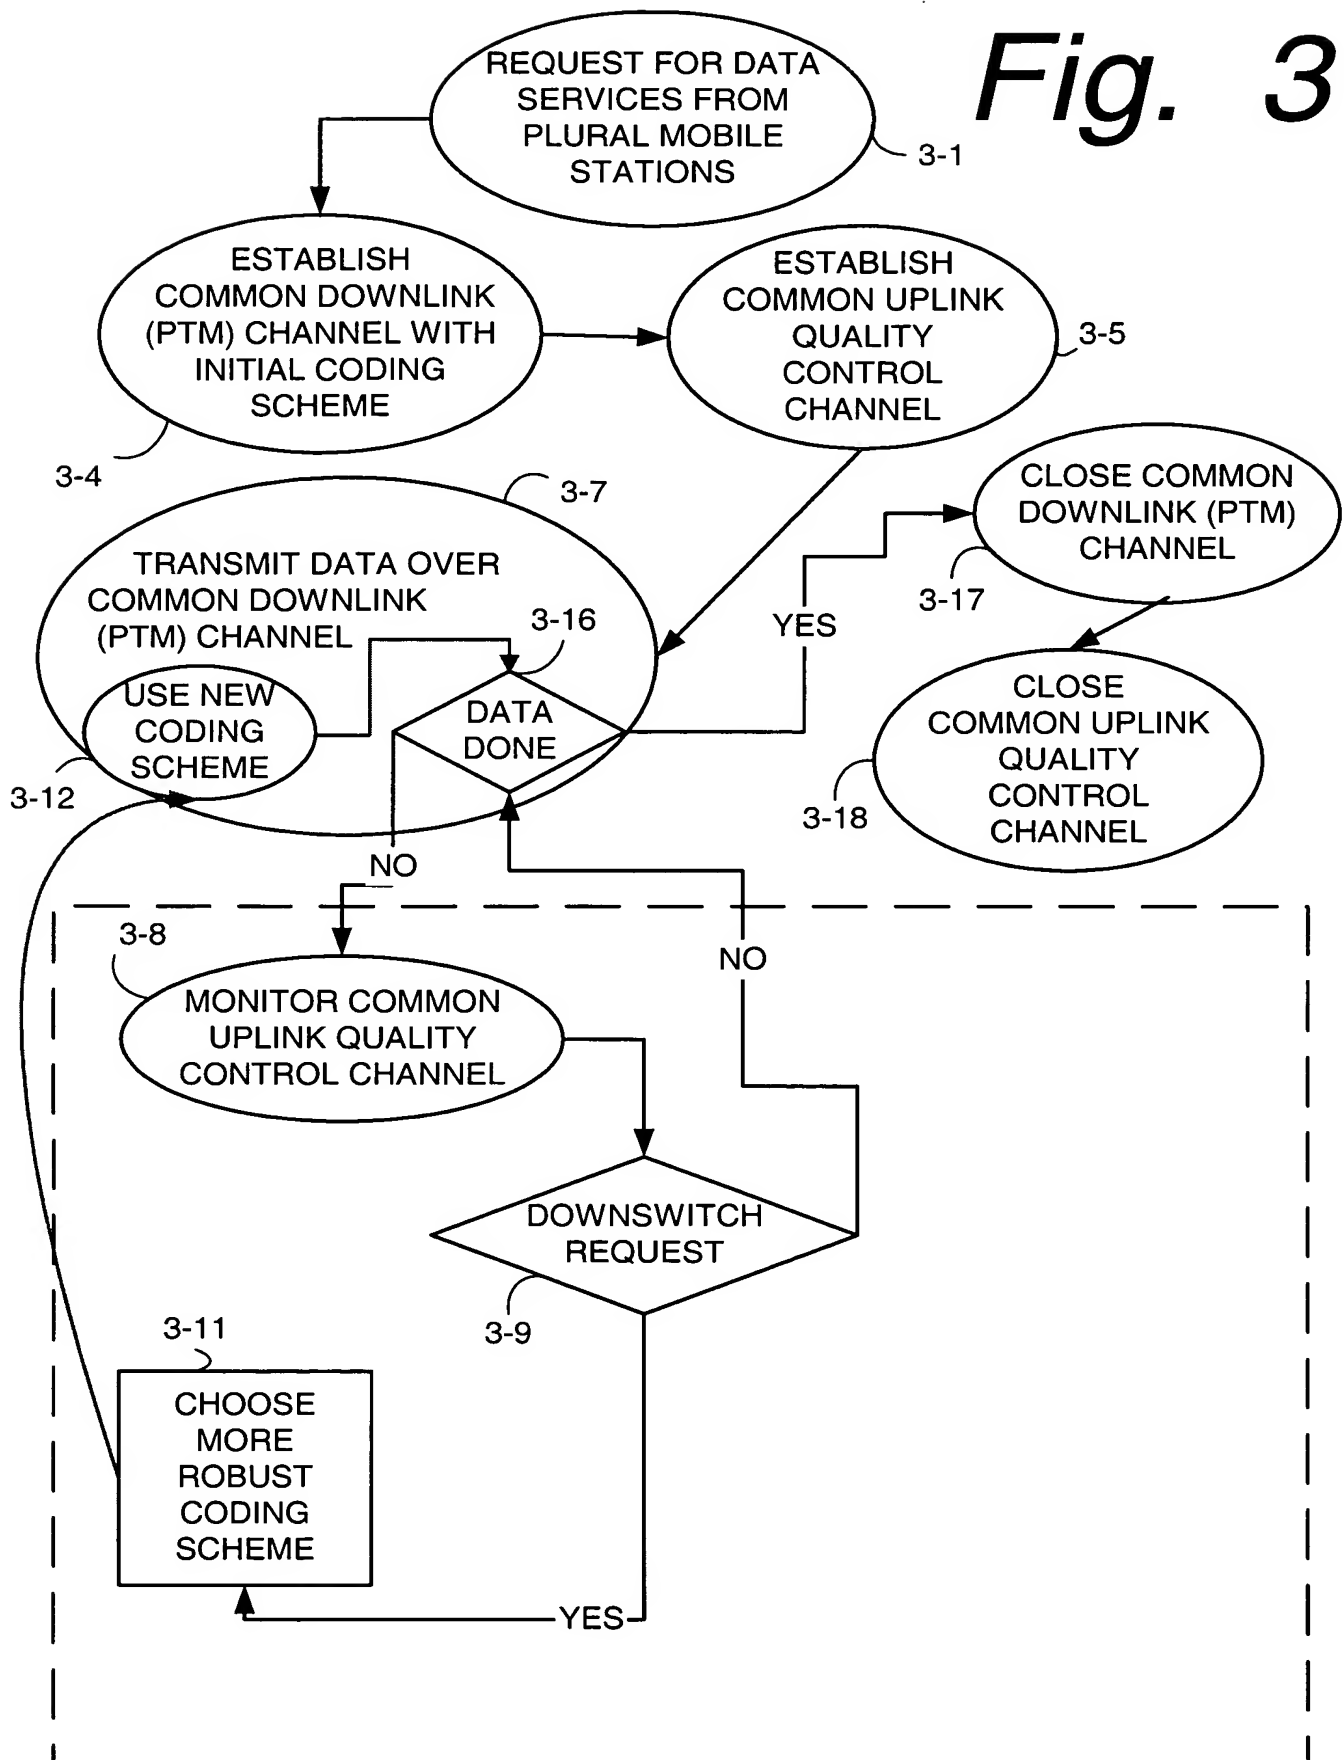 Fig. 3
REQUEST FOR DATA
SERVICES FROM
PLURAL MOBILE
STATIONS
3-1
ESTABLISH
COMMON DOWNLINK
(PTM) CHANNEL WITH
INITIAL CODING
SCHEME
3-4
ESTABLISH
COMMON UPLINK
QUALITY
CONTROL
CHANNEL
3-5
3-7
TRANSMIT DATA OVER
COMMON DOWNLINK
(PTM) CHANNEL
3-16
USE NEW
CODING
SCHEME
3-12
DATA
DONE
YES
CLOSE COMMON
DOWNLINK (PTM)
CHANNEL
3-17
CLOSE
COMMON UPLINK
QUALITY
CONTROL
CHANNEL
3-18
NO
3-8
MONITOR COMMON
UPLINK QUALITY
CONTROL CHANNEL
NO
DOWNSWITCH
REQUEST
3-9
3-11
CHOOSE
MORE
ROBUST
CODING
SCHEME
YES